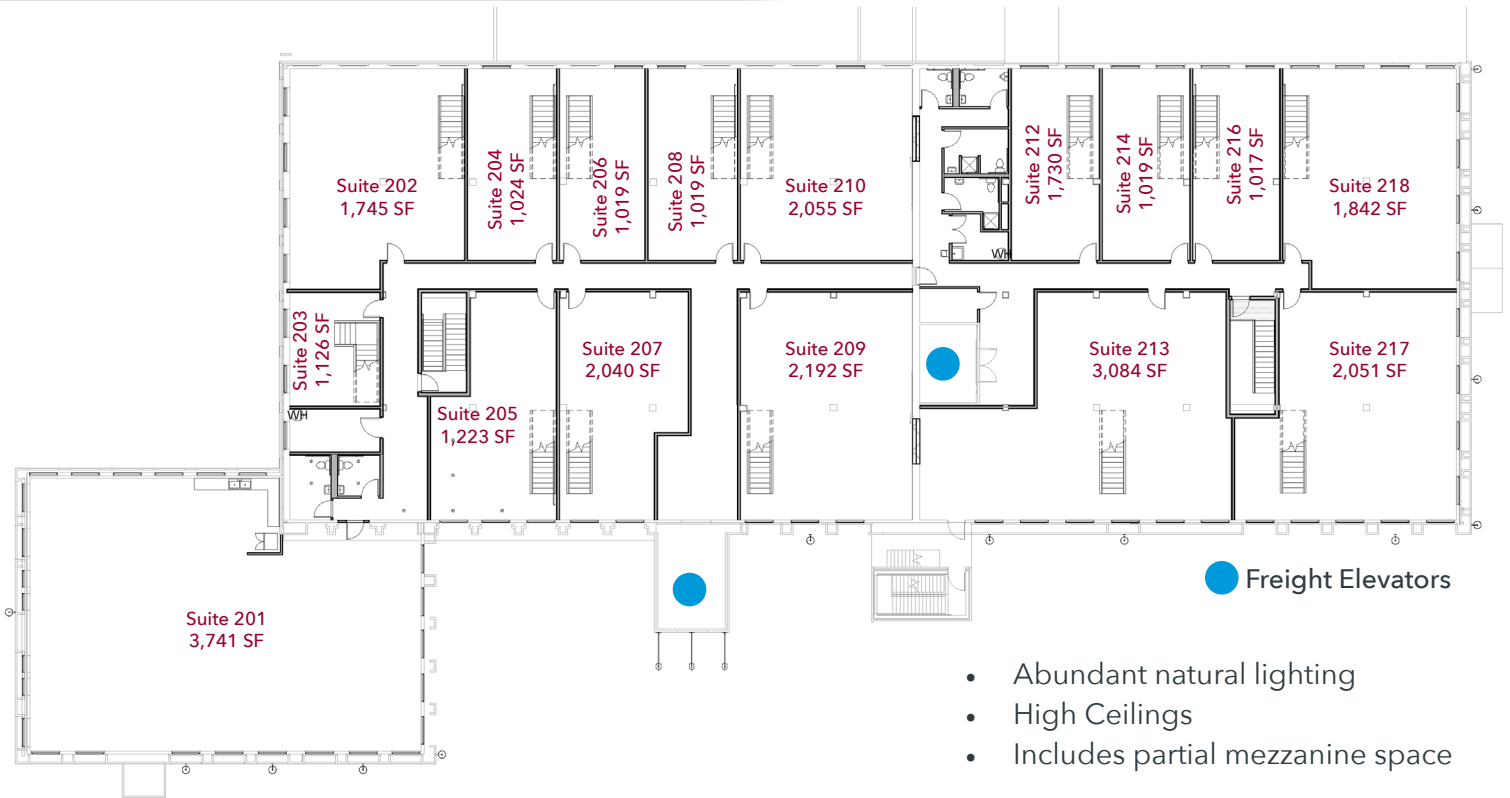 Suite 202
1,745 SF
Suite 204
1,024 SF
Suite 206
1,019 SF
Suite 208
1,019 SF
Suite 210
2,055 SF
Suite 212
1,730 SF
Suite 214
1,019 SF
Suite 216
1,017 SF
Suite 218
1,842 SF
WH
Suite 203
1,126 SF
WH
Suite 205
1,223 SF
Suite 207
2,040 SF
Suite 209
2,192 SF
Suite 213
3,084 SF
Suite 217
2,051 SF
Suite 201
3,741 SF
Freight Elevators
• Abundant natural lighting
• High Ceilings
• Includes partial mezzanine space